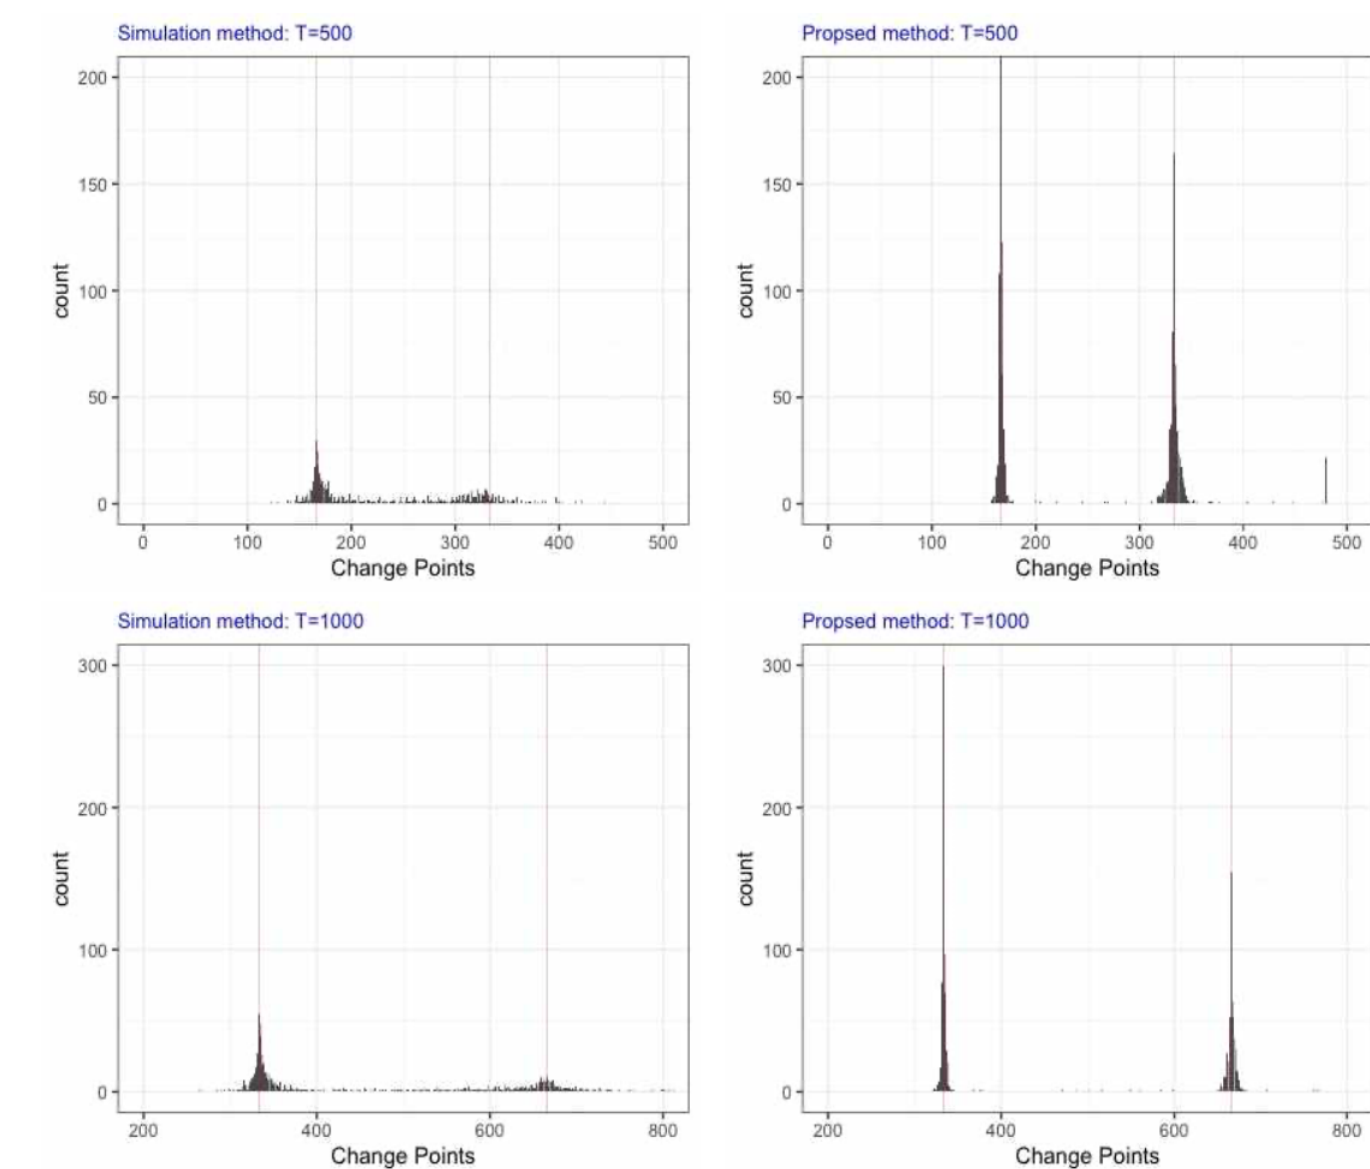 Simulation method: T=500
200
150
100
50
0
count
0 100 200 300 400 500
Change Points
Propsed method: T=500
200
150
100
50
0
count
0 100 200 300 400 500
Change Points
Simulation method: T=1000
300
200
100
0
count
200 400 600 800
Change Points
Propsed method: T=1000
300
200
100
0
count
200 400 600 800
Change Points